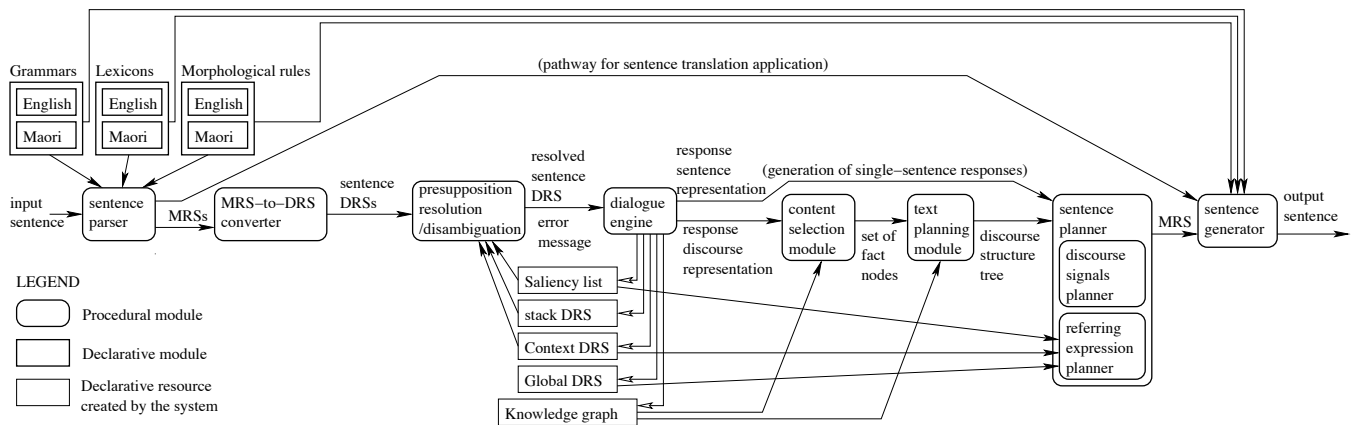 (pathway for sentence translation application)
Grammars
Lexicons
Morphological rules
English
Maori
English
Maori
English
Maori
input
sentence
sentence
parser
MRSs
MRS−to−DRS
converter
sentence
DRSs
presupposition
resolution
/disambiguation
resolved
sentence
DRS
error
message
dialogue
engine
response
sentence
representation
(generation of single−sentence responses)
response
discourse
representation
content
selection
module
set of
fact
nodes
text
planning
module
discourse
structure
tree
sentence
planner
discourse
signals
planner
referring
expression
planner
MRS
sentence
generator
output
sentence
Saliency list
stack DRS
Context DRS
Global DRS
Knowledge graph
LEGEND
Procedural module
Declarative module
Declarative resource
created by the system